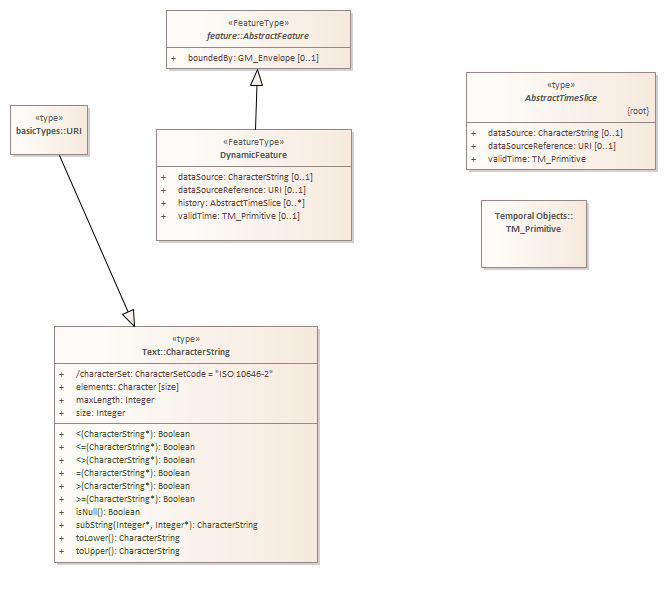 «FeatureType»
feature::AbstractFeature
+ boundedBy: GM_Envelope [0..1]
«type»
AbstractTimeSlice
{root}
+ dataSource: CharacterString [0..1]
+ dataSourceReference: URI [0..1]
+ validTime: TM_Primitive
«type»
basicTypes::URI
«FeatureType»
DynamicFeature
+ dataSource: CharacterString [0..1]
+ dataSourceReference: URI [0..1]
+ history: AbstractTimeSlice [0..*]
+ validTime: TM_Primitive [0..1]
Temporal Objects::
TM_Primitive
«type»
Text::CharacterString
+ /characterSet: CharacterSetCode = "ISO 10646-2"
+ elements: Character [size]
+ maxLength: Integer
+ size: Integer
+ <(CharacterString*): Boolean
+ <=(CharacterString*): Boolean
+ <>(CharacterString*): Boolean
+ =(CharacterString*): Boolean
+ >(CharacterString*): Boolean
+ >=(CharacterString*): Boolean
+ isNull(): Boolean
+ subString(Integer*, Integer*): CharacterString
+ toLower(): CharacterString
+ toUpper(): CharacterString